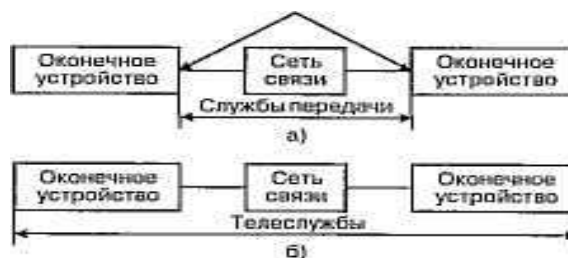 Оконечное устройство
Сеть связи
Оконечное устройство
Службы передачи
а)
Оконечное устройство
Сеть связи
Оконечное устройство
Телеслужбы
б)